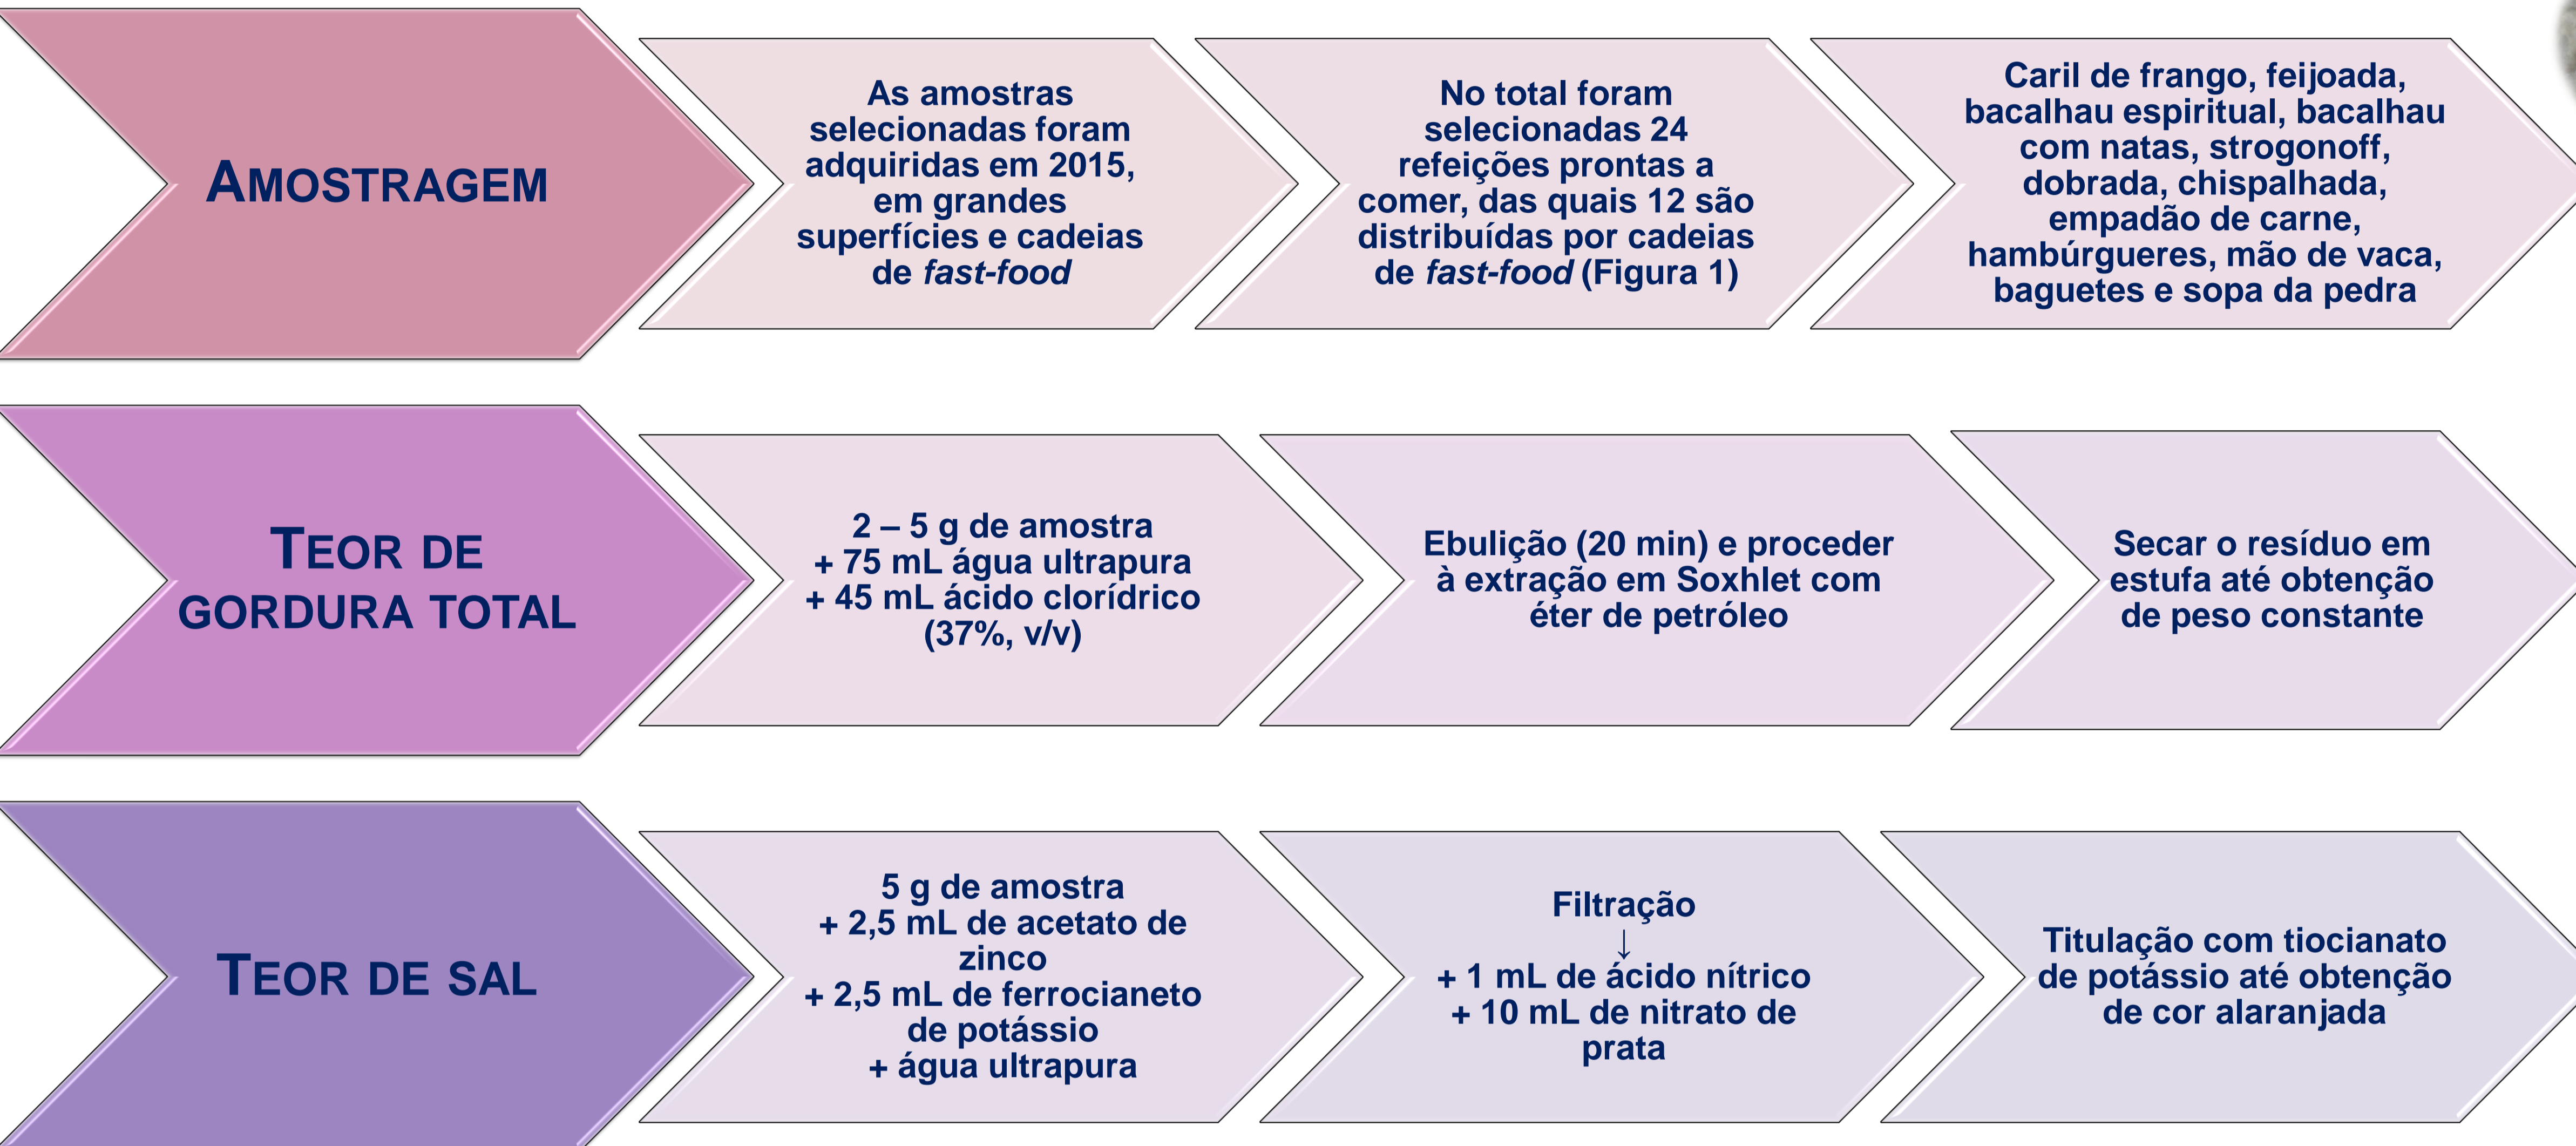 AMOSTRAGEM
As amostras
selecionadas foram
adquiridas em 2015,
em grandes
superfícies e cadeias
de fast-food
No total foram
selecionadas 24
refeições prontas a
comer, das quais 12 são
distribuídas por cadeias
de fast-food (Figura 1)
Caril de frango, feijoada,
bacalhau espiritual, bacalhau
com natas, strogonoff,
dobrada, chispalhada,
empadão de carne,
hambúrgueres, mão de vaca,
baguetes e sopa da pedra
TEOR DE
GORDURA TOTAL
2 – 5 g de amostra
+ 75 mL água ultrapura
+ 45 mL ácido clorídrico
(37%, v/v)
Ebulição (20 min) e proceder
à extração em Soxhlet com
éter de petróleo
Secar o resíduo em
estufa até obtenção
de peso constante
TEOR DE SAL
5 g de amostra
+ 2,5 mL de acetato de
zinco
+ 2,5 mL de ferrocianeto
de potássio
+ água ultrapura
Filtração
↓
+ 1 mL de ácido nítrico
+ 10 mL de nitrato de
prata
Titulação com tiocianato
de potássio até obtenção
de cor alaranjada